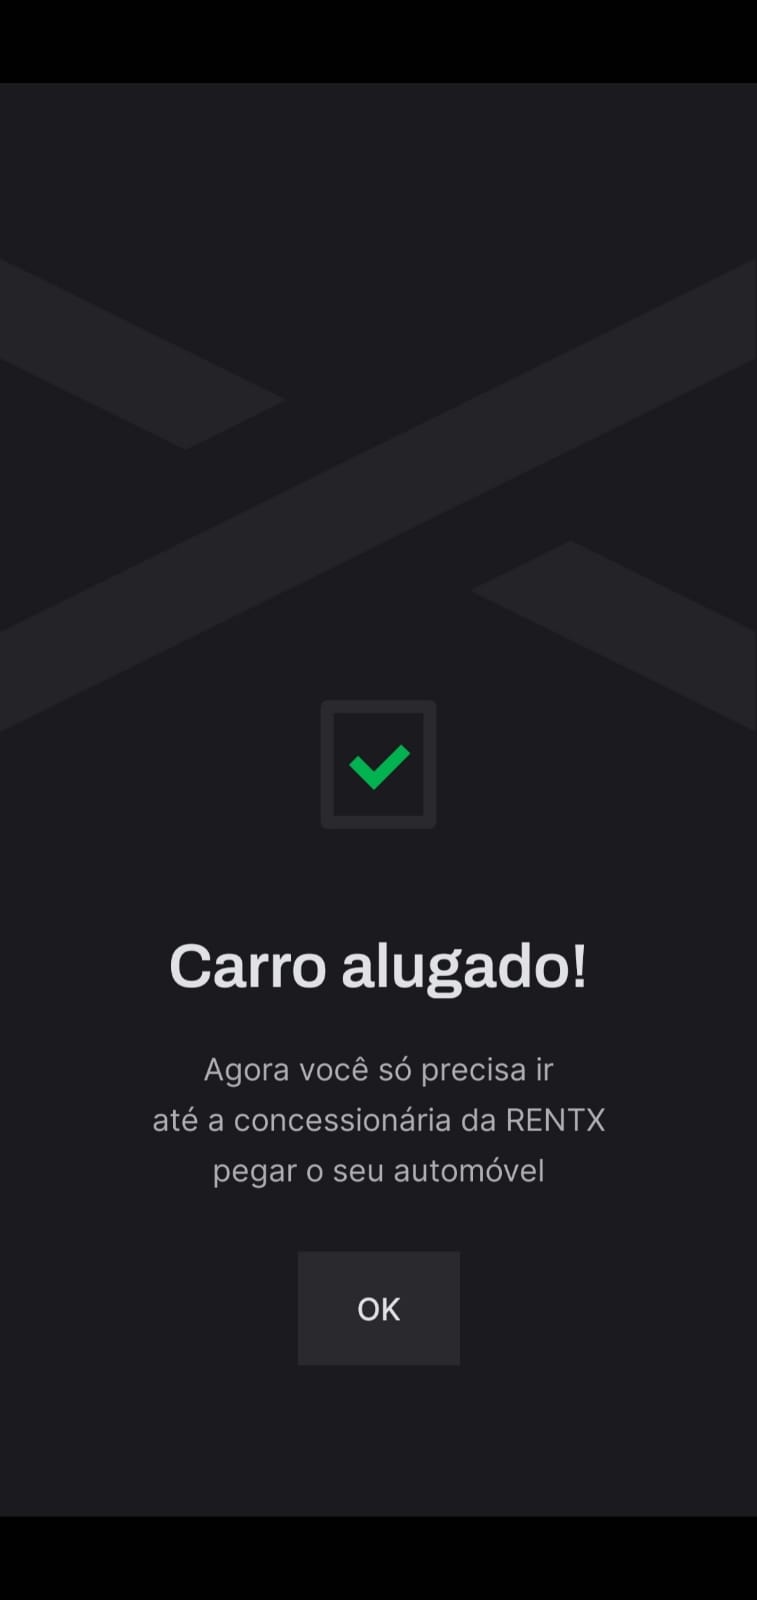 Carro alugado!
Agora você só precisa ir
até a concessionária da RENTX
pegar o seu automóvel
OK